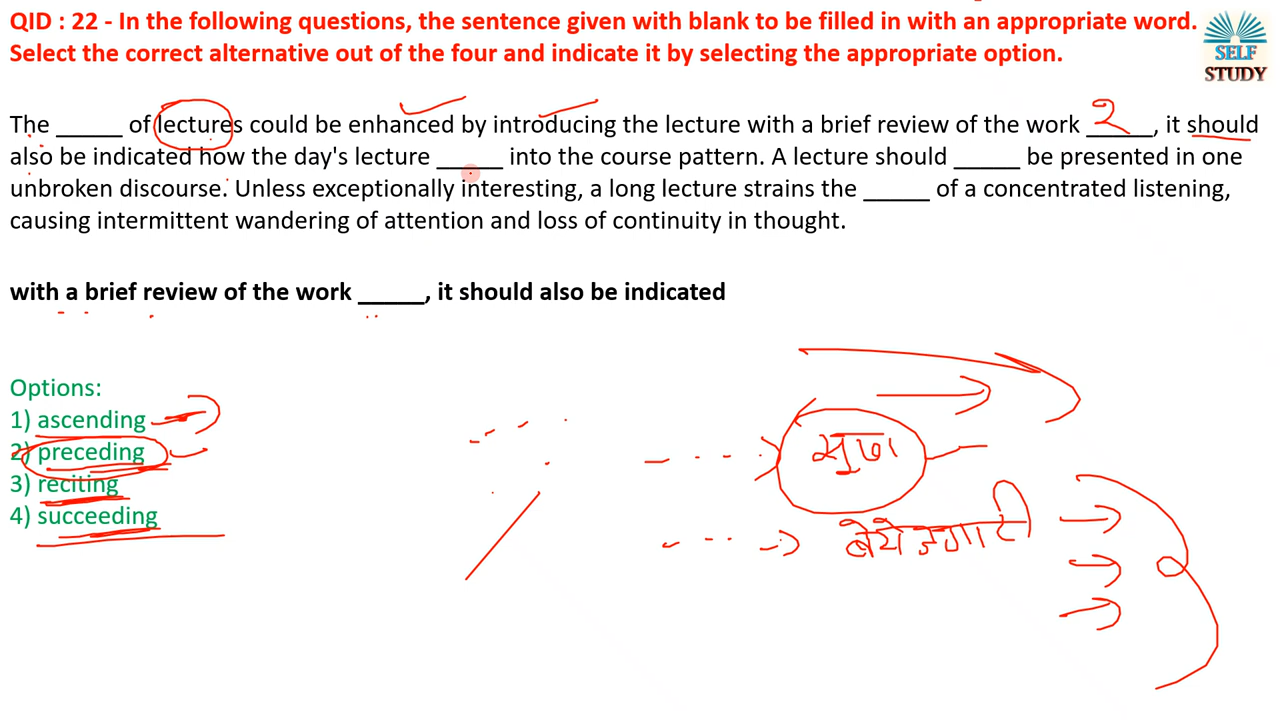 QID : 22 - In the following questions, the sentence given with blank to be filled in with an appropriate word.
Select the correct alternative out of the four and indicate it by selecting the appropriate option.
SELF
STUDY
The _____ of lectures could be enhanced by introducing the lecture with a brief review of the work _____, it should
2
also be indicated how the day's lecture _____ into the course pattern. A lecture should _____ be presented in one
unbroken discourse. Unless exceptionally interesting, a long lecture strains the _____ of a concentrated listening,
causing intermittent wandering of attention and loss of continuity in thought.
with a brief review of the work _____, it should also be indicated
Options:
1) ascending
2) preceding
3) reciting
4) succeeding